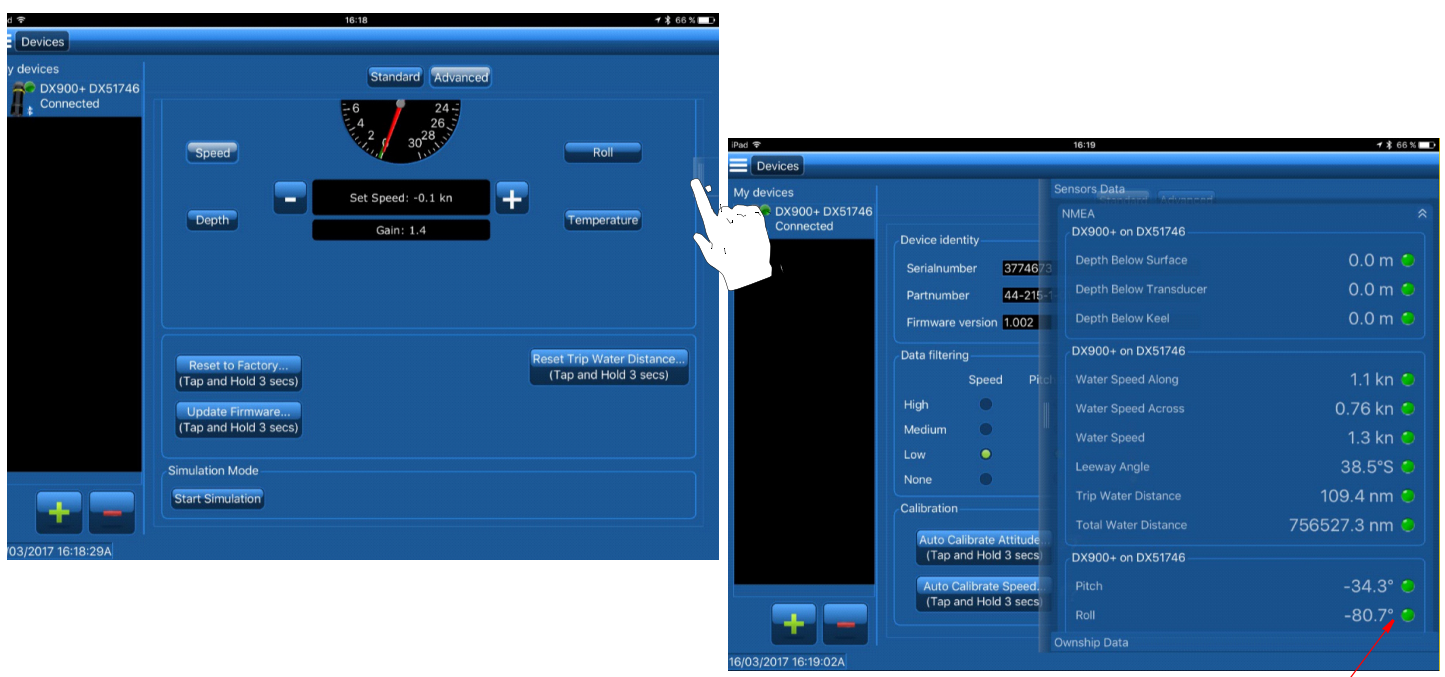 d 16:18 66 %
Devices
y devices
DX900+ DX51746
Connected
Standard Advanced
6 24
4 26
2 28
0 30
Speed Roll
- Set Speed: -0.1 kn +
Depth Temperature
Gain: 1.4
Reset to Factory...
(Tap and Hold 3 secs)
Reset Trip Water Distance...
(Tap and Hold 3 secs)
Update Firmware...
(Tap and Hold 3 secs)
Simulation Mode
Start Simulation
+ -
/03/2017 16:18:29A
iPad 16:19 66 %
Devices
My devices
DX900+ DX51746
Connected
Device identity
Serialnumber 3774673
Partnumber 44-215-1
Firmware version 1.002
Data filtering
Speed Pitch
High
Medium
Low
None
Calibration
Auto Calibrate Attitude...
(Tap and Hold 3 secs)
Auto Calibrate Speed...
(Tap and Hold 3 secs)
+ -
16/03/2017 16:19:02A
Sensors Data
Standard Advanced
NMEA
DX900+ on DX51746
Depth Below Surface 0.0 m
Depth Below Transducer 0.0 m
Depth Below Keel 0.0 m
DX900+ on DX51746
Water Speed Along 1.1 kn
Water Speed Across 0.76 kn
Water Speed 1.3 kn
Leeway Angle 38.5°S
Trip Water Distance 109.4 nm
Total Water Distance 756527.3 nm
DX900+ on DX51746
Pitch -34.3°
Roll -80.7°
Ownship Data